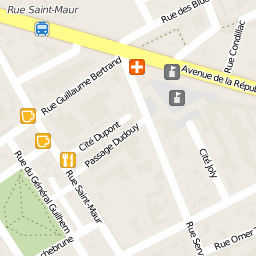 Rue Saint-Maur
Rue des Blu
Rue Condillac
Avenue de la Répu
Rue Guillaume Bertrand
Cité Dupont
Passage Dudouy
Cité Joly
Rue du Général Guilhem
Rue Saint-Maur
Rue Serv
Rue Omer T
chebrune